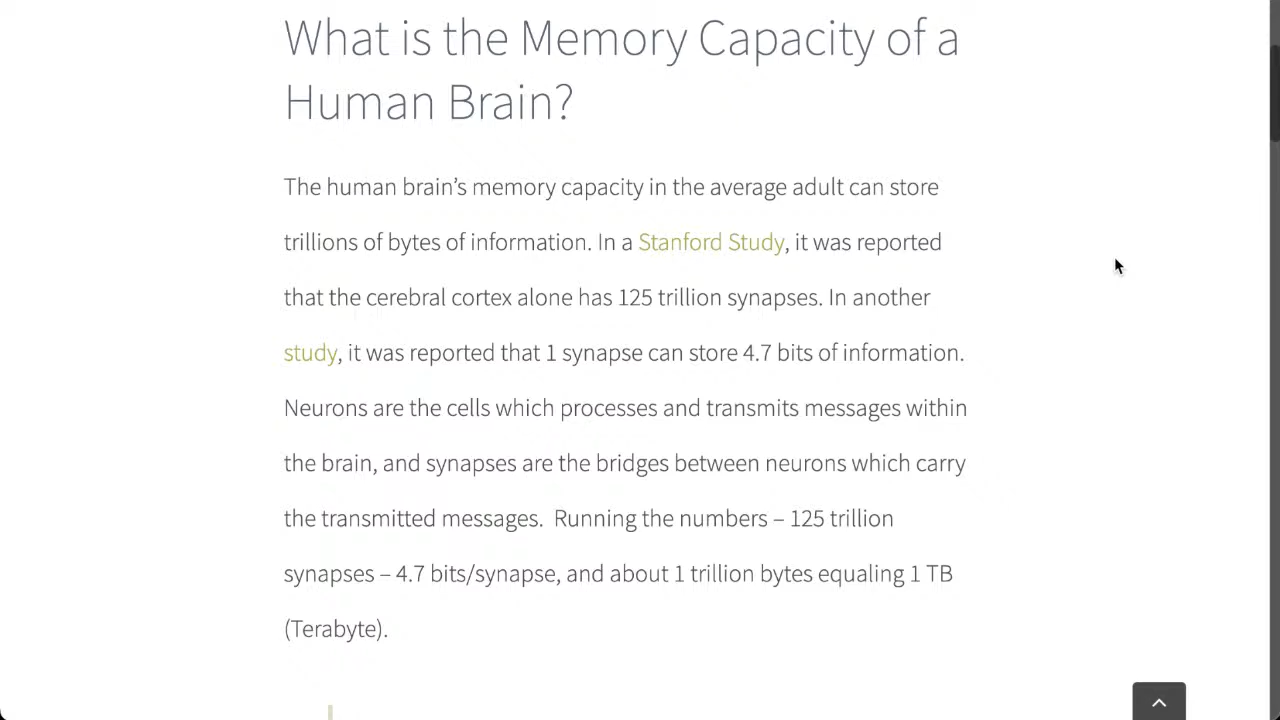 What is the Memory Capacity of a
Human Brain?
The human brain’s memory capacity in the average adult can store
trillions of bytes of information. In a Stanford Study, it was reported
that the cerebral cortex alone has 125 trillion synapses. In another
study, it was reported that 1 synapse can store 4.7 bits of information.
Neurons are the cells which processes and transmits messages within
the brain, and synapses are the bridges between neurons which carry
the transmitted messages.  Running the numbers – 125 trillion
synapses – 4.7 bits/synapse, and about 1 trillion bytes equaling 1 TB
(Terabyte).